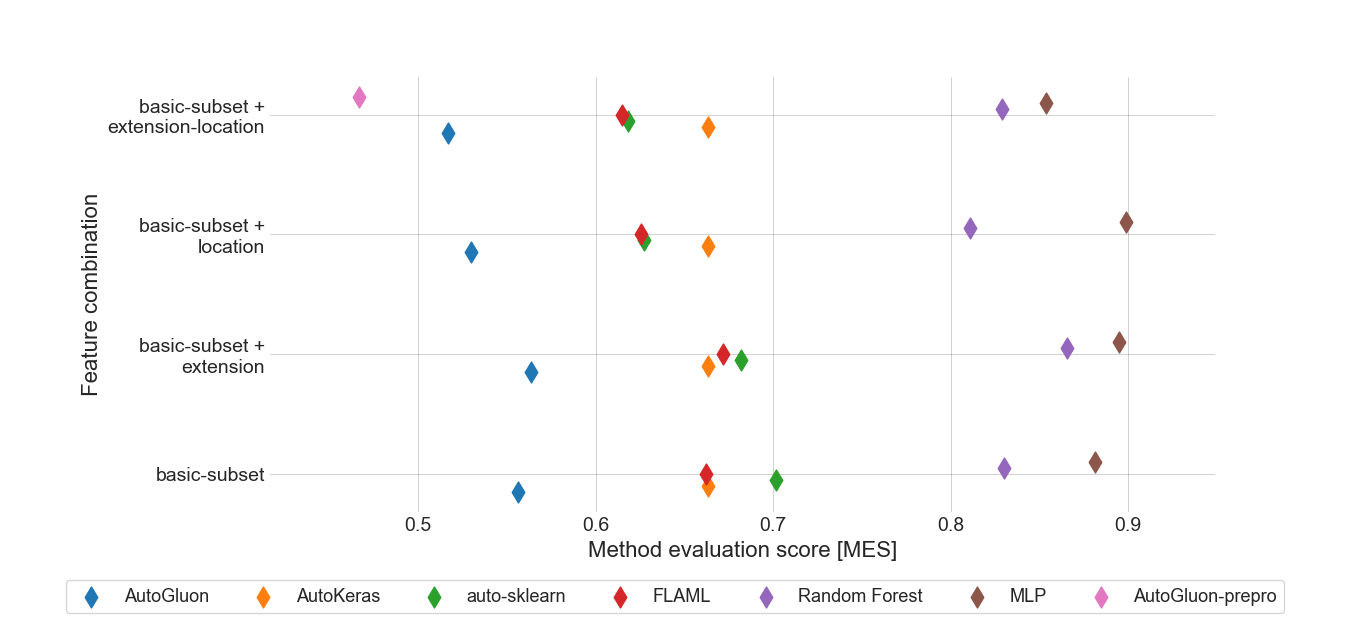 basic-subset +
extension-location
basic-subset +
location
basic-subset +
extension
basic-subset
Feature combination
0.5 0.6 0.7 0.8 0.9
Method evaluation score [MES]
AutoGluon AutoKeras auto-sklearn FLAML Random Forest MLP AutoGluon-prepro